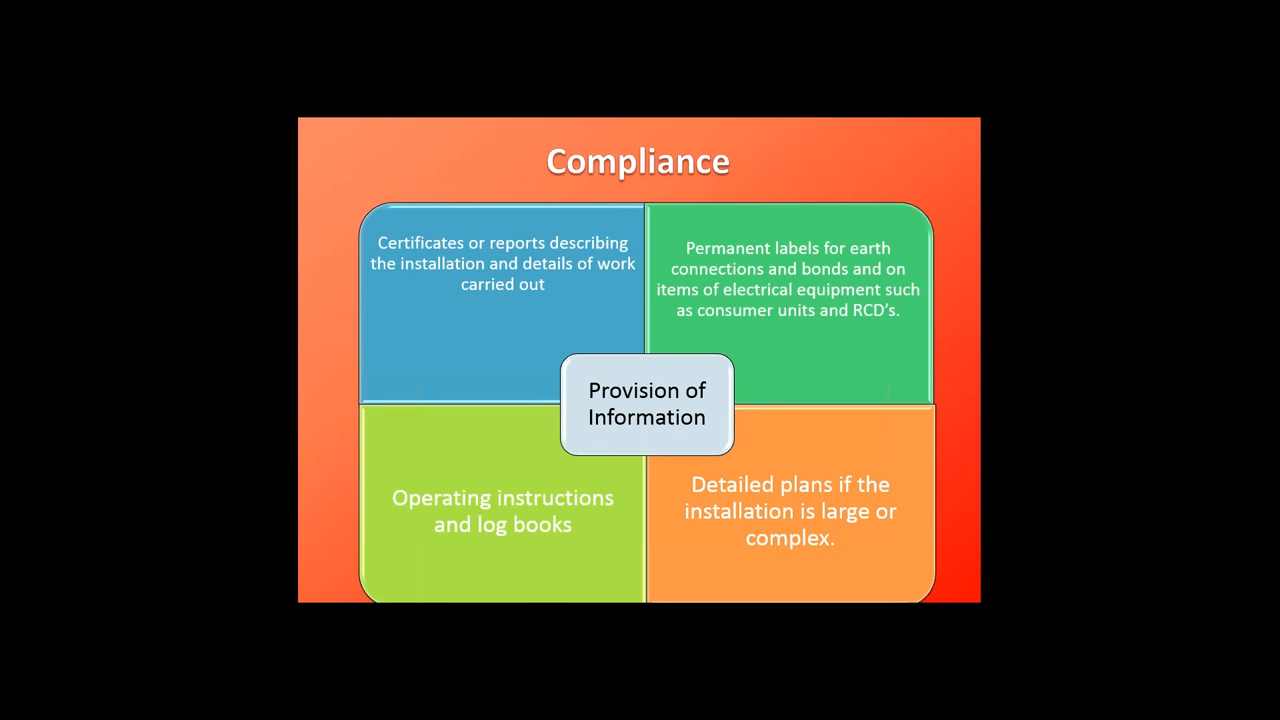 Compliance
Certificates or reports describing
the installation and details of work
carried out
Permanent labels for earth
connections and bonds and on
items of electrical equipment such
as consumer units and RCD's.
Provision of
Information
Operating instructions
and log books
Detailed plans if the
installation is large or
complex.